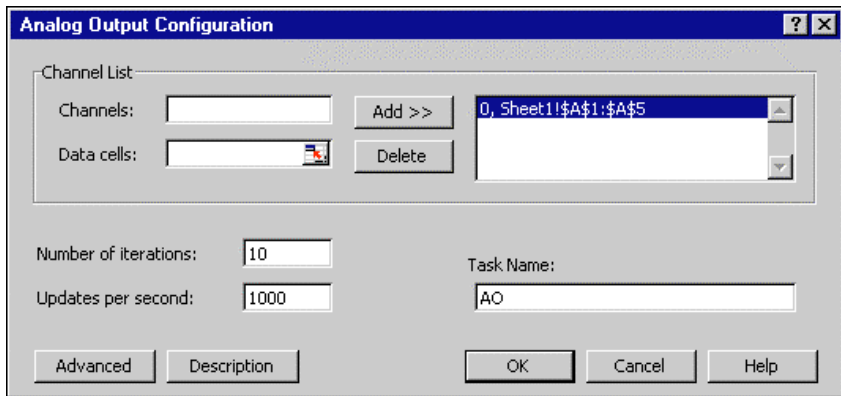 Analog Output Configuration
Channel List
Channels:
Add >>
0, Sheet1!$A$1:$A$5
Data cells:
Delete
Number of iterations:
10
Task Name:
Updates per second:
1000
AO
Advanced
Description
OK
Cancel
Help